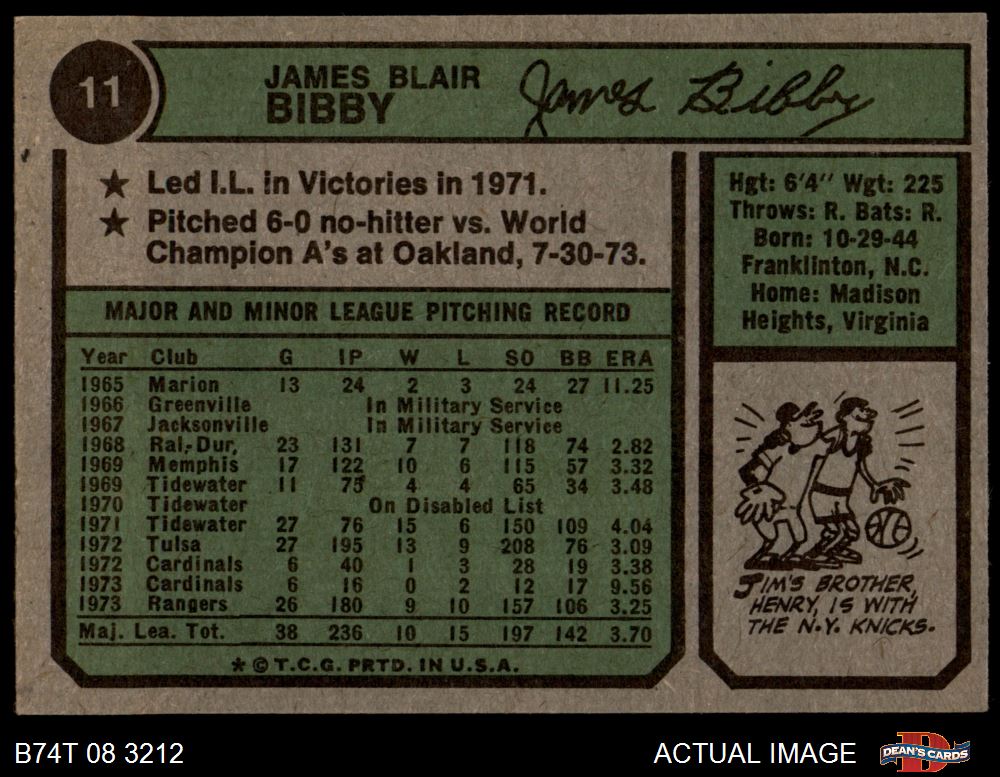 11
JAMES BLAIR
BIBBY
James Bibby
★ Led I.L. in Victories in 1971.
★ Pitched 6-0 no-hitter vs. World
Champion A's at Oakland, 7-30-73.
Hgt: 6'4'' Wgt: 225
Throws: R. Bats: R.
Born: 10-29-44
Franklinton, N.C.
Home: Madison
Heights, Virginia
MAJOR AND MINOR LEAGUE PITCHING RECORD
Year Club G IP W L SO BB ERA
1965 Marion 13 24 2 3 24 27 11.25
1966 Greenville In Military Service
1967 Jacksonville In Military Service
1968 Ral.-Dur. 23 131 7 7 118 74 2.82
1969 Memphis 17 122 10 6 115 57 3.32
1969 Tidewater 11 75 4 4 65 34 3.48
1970 Tidewater On Disabled List
1971 Tidewater 27 76 15 6 150 109 4.04
1972 Tulsa 27 195 13 9 208 76 3.09
1972 Cardinals 6 40 1 3 28 19 3.38
1973 Cardinals 6 16 0 2 12 17 9.56
1973 Rangers 26 180 9 10 157 106 3.25
Maj. Lea. Tot. 38 236 10 15 197 142 3.70
★ © T.C.G. PRTD. IN U.S.A.
JIM'S BROTHER,
HENRY, IS WITH
THE N.Y. KNICKS.
B74T 08 3212
ACTUAL IMAGE
DEAN'S CARDS